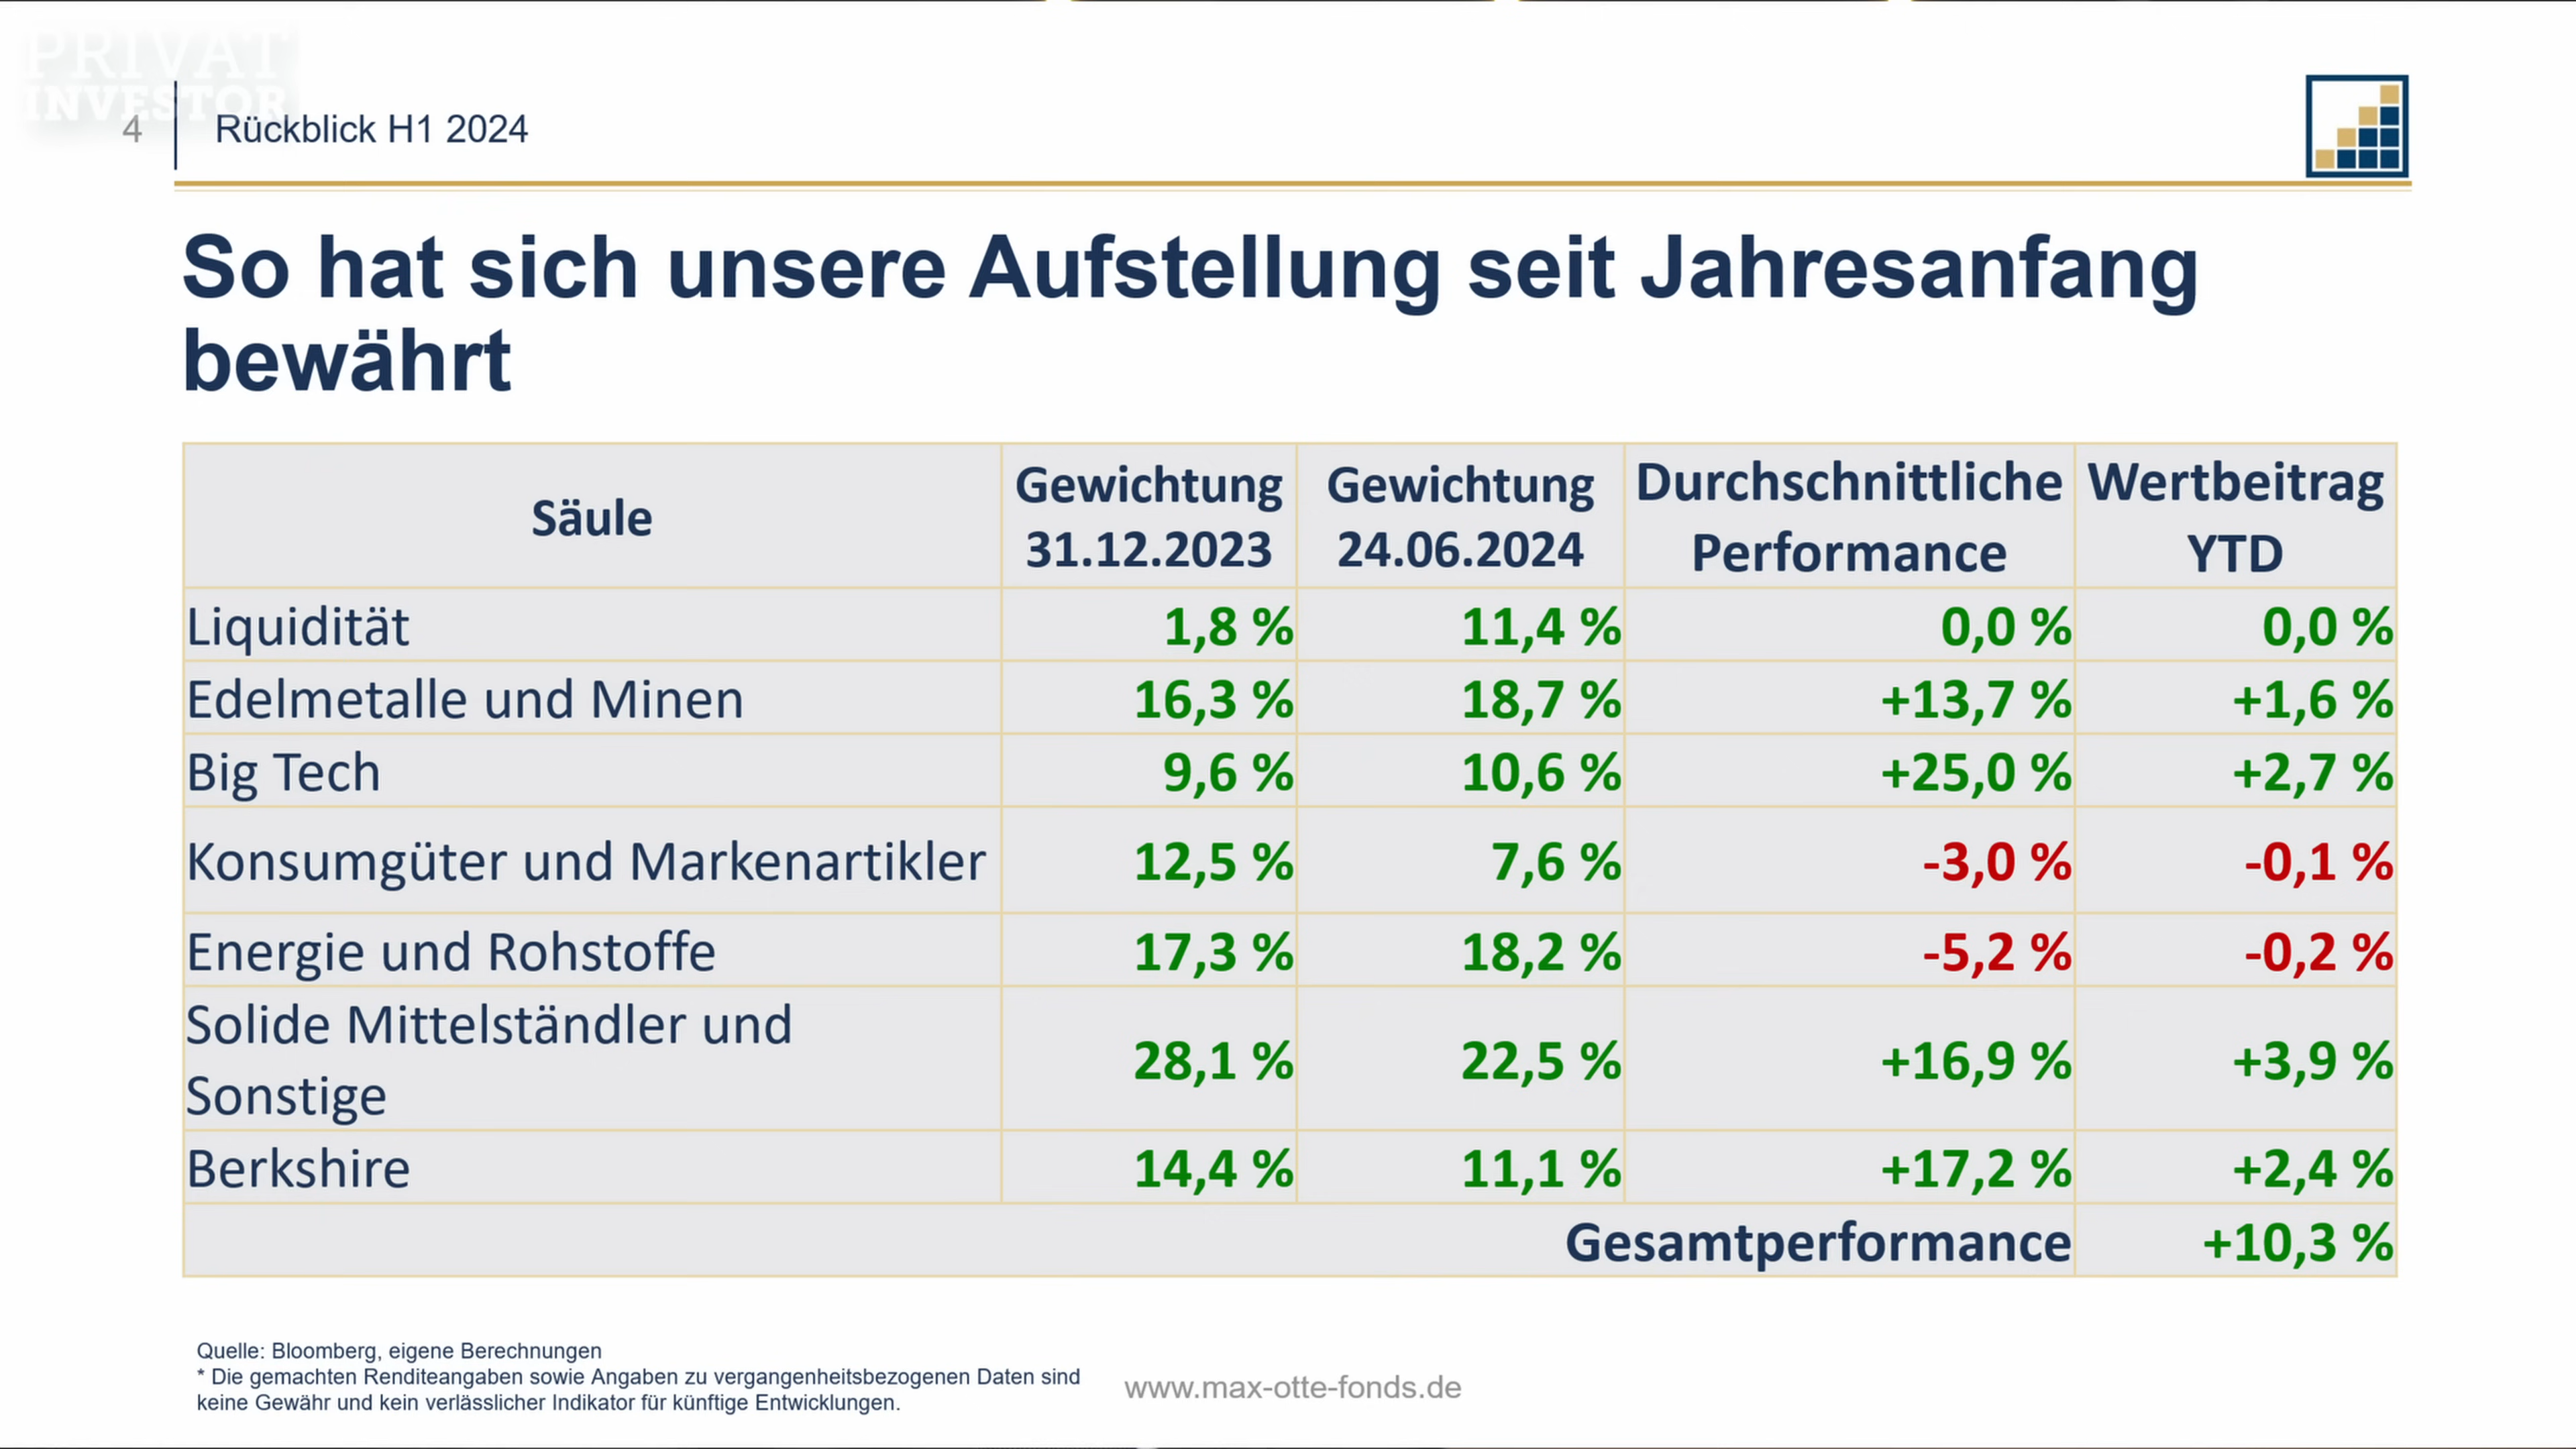 PRIVAT
INVESTOR
4
Rückblick H1 2024
So hat sich unsere Aufstellung seit Jahresanfang
bewährt
Säule
Gewichtung
31.12.2023
Gewichtung
24.06.2024
Durchschnittliche
Performance
Wertbeitrag
YTD
Liquidität 1,8 % 11,4 % 0,0 % 0,0 %
Edelmetalle und Minen 16,3 % 18,7 % +13,7 % +1,6 %
Big Tech 9,6 % 10,6 % +25,0 % +2,7 %
Konsumgüter und Markenartikler 12,5 % 7,6 % -3,0 % -0,1 %
Energie und Rohstoffe 17,3 % 18,2 % -5,2 % -0,2 %
Solide Mittelständler und
Sonstige 28,1 % 22,5 % +16,9 % +3,9 %
Berkshire 14,4 % 11,1 % +17,2 % +2,4 %
Gesamtperformance +10,3 %
Quelle: Bloomberg, eigene Berechnungen
* Die gemachten Renditeangaben sowie Angaben zu vergangenheitsbezogenen Daten sind
keine Gewähr und kein verlässlicher Indikator für künftige Entwicklungen.
www.max-otte-fonds.de